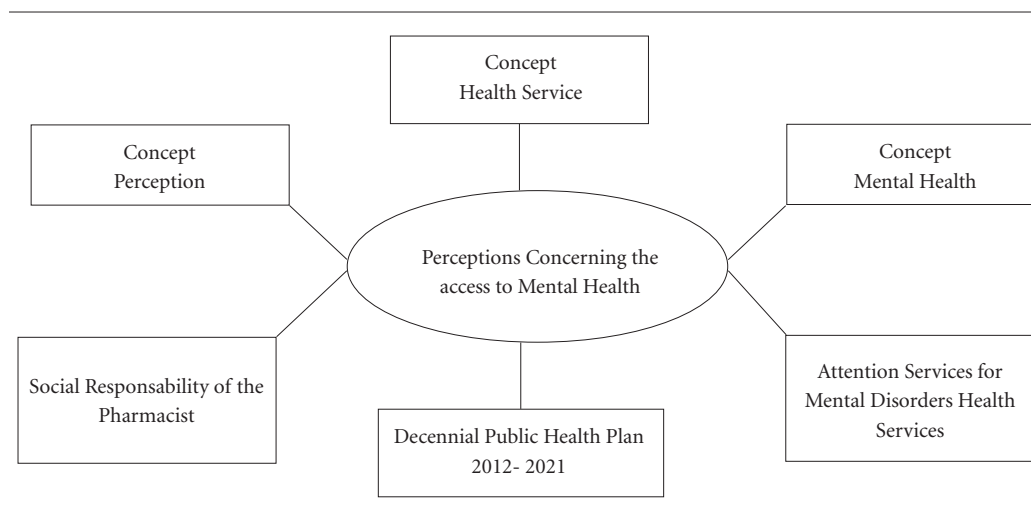 Concept
Health Service
Concept
Perception
Concept
Mental Health
Perceptions Concerning the
access to Mental Health
Social Responsability of the
Pharmacist
Decennial Public Health Plan
2012- 2021
Attention Services for
Mental Disorders Health
Services